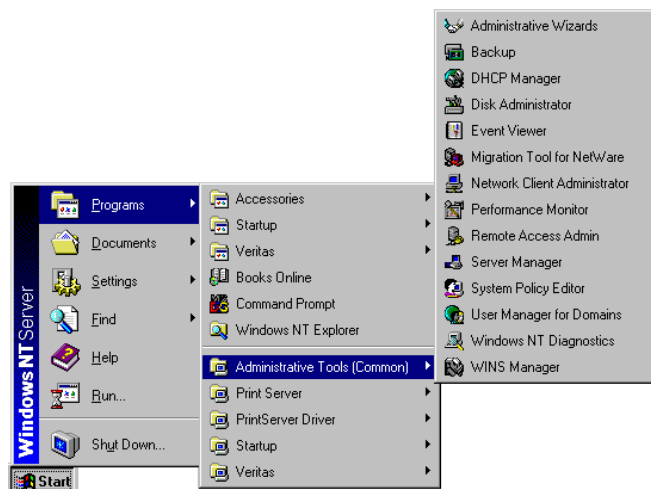 Programs
Documents
Settings
Find
Help
Run...
Shut Down...
Windows NT Server
Start
Accessories
Startup
Veritas
Books Online
Command Prompt
Windows NT Explorer
Administrative Tools (Common)
Print Server
PrintServer Driver
Startup
Veritas
Administrative Wizards
Backup
DHCP Manager
Disk Administrator
Event Viewer
Migration Tool for NetWare
Network Client Administrator
Performance Monitor
Remote Access Admin
Server Manager
System Policy Editor
User Manager for Domains
Windows NT Diagnostics
WINS Manager